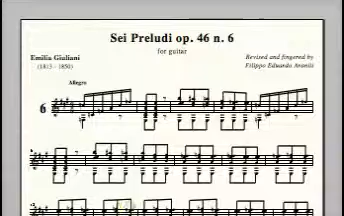 Sei Preludi op. 46 n. 6
for guitar
Emilia Giuliani
(1813 - 1850)
Revised and fingered by
Filippo Eduardo Araniti
Allegro
6